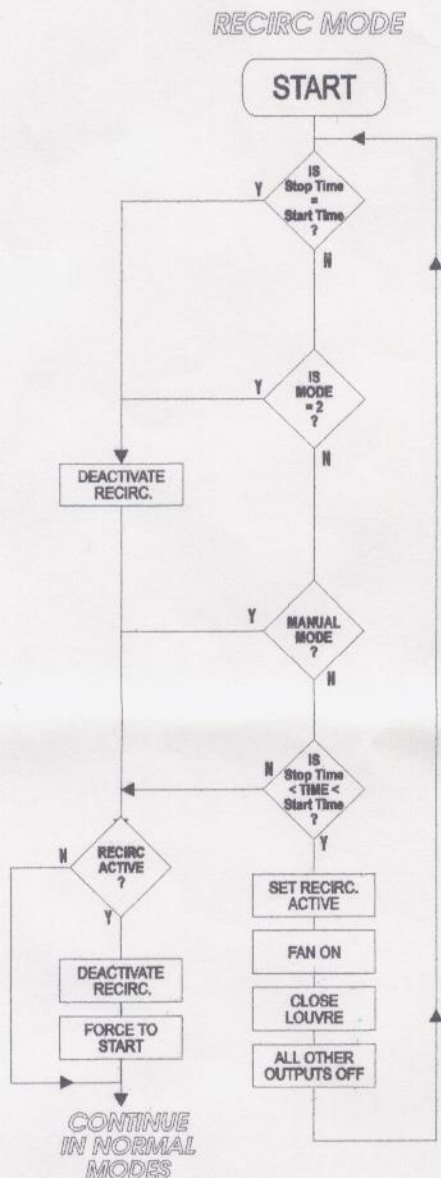 RECIRC MODE
START
IS
Stop Time
=
Start Time
?
Y
N
IS
MODE
= 2
?
Y
N
DEACTIVATE
RECIRC.
MANUAL
MODE
?
Y
N
IS
Stop Time
< TIME <
Start Time
?
N
Y
RECIRC
ACTIVE
?
N
Y
SET RECIRC.
ACTIVE
FAN ON
CLOSE
LOUVRE
ALL OTHER
OUTPUTS OFF
DEACTIVATE
RECIRC.
FORCE TO
START
CONTINUE
IN NORMAL
MODES